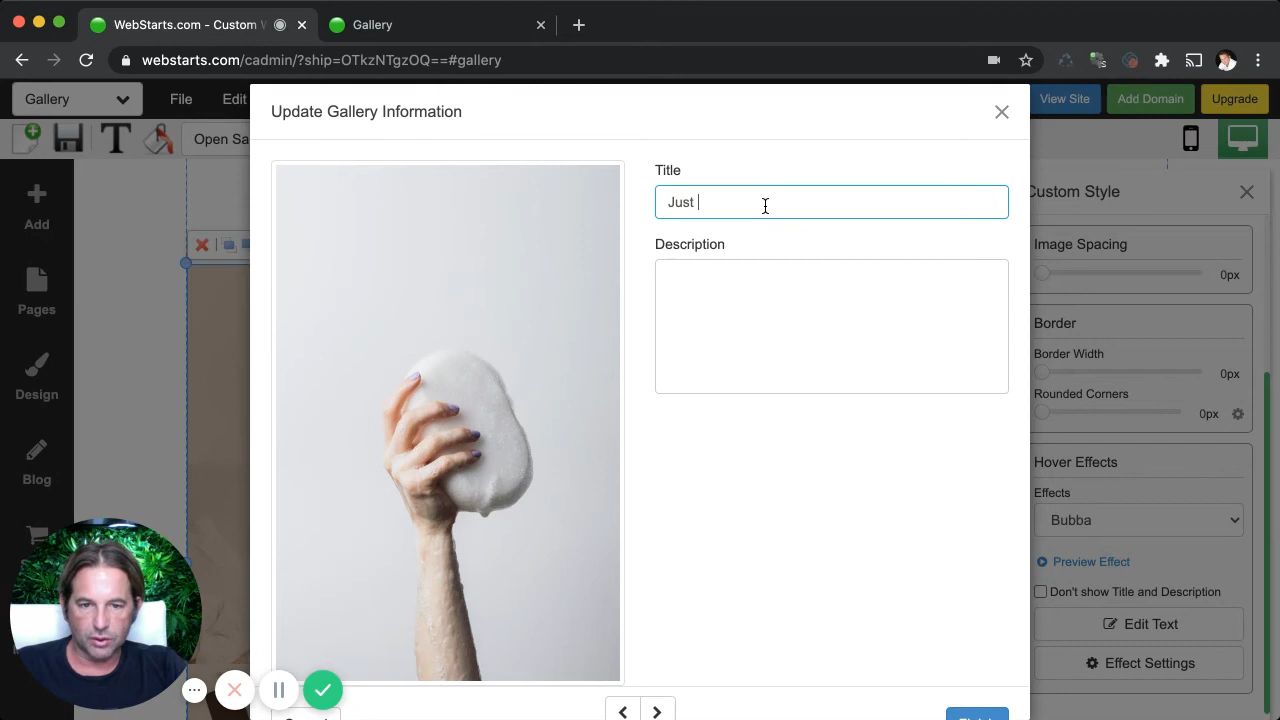 WebStarts.com - Custom W
Gallery
webstarts.com/cadmin/?ship=OTkzNTgzOQ==#gallery
Gallery
File
Edit
View Site
Add Domain
Upgrade
Open Sa
Update Gallery Information
Title
Just
Description
Add
Pages
Design
Blog
Custom Style
Image Spacing
0px
Border
Border Width
0px
Rounded Corners
0px
Hover Effects
Effects
Bubba
Preview Effect
Don't show Title and Description
Edit Text
Effect Settings